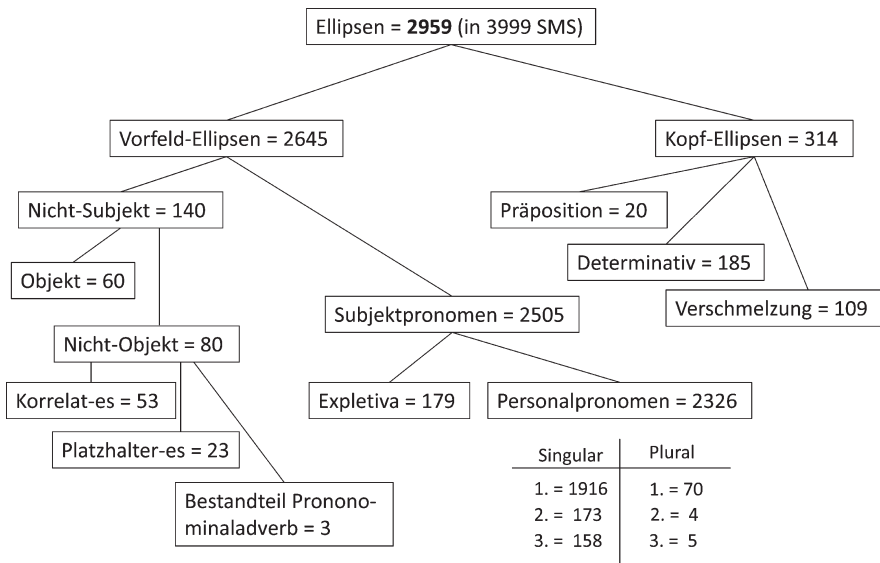 Ellipsen = 2959 (in 3999 SMS)
Vorfeld-Ellipsen = 2645
Kopf-Ellipsen = 314
Nicht-Subjekt = 140
Präposition = 20
Objekt = 60
Determinativ = 185
Verschmelzung = 109
Subjektpronomen = 2505
Nicht-Objekt = 80
Korrelat-es = 53
Expletiva = 179
Personalpronomen = 2326
Platzhalter-es = 23
Bestandteil Pronono-
minaladverb = 3
Singular Plural
1. = 1916 1. = 70
2. = 173 2. = 4
3. = 158 3. = 5